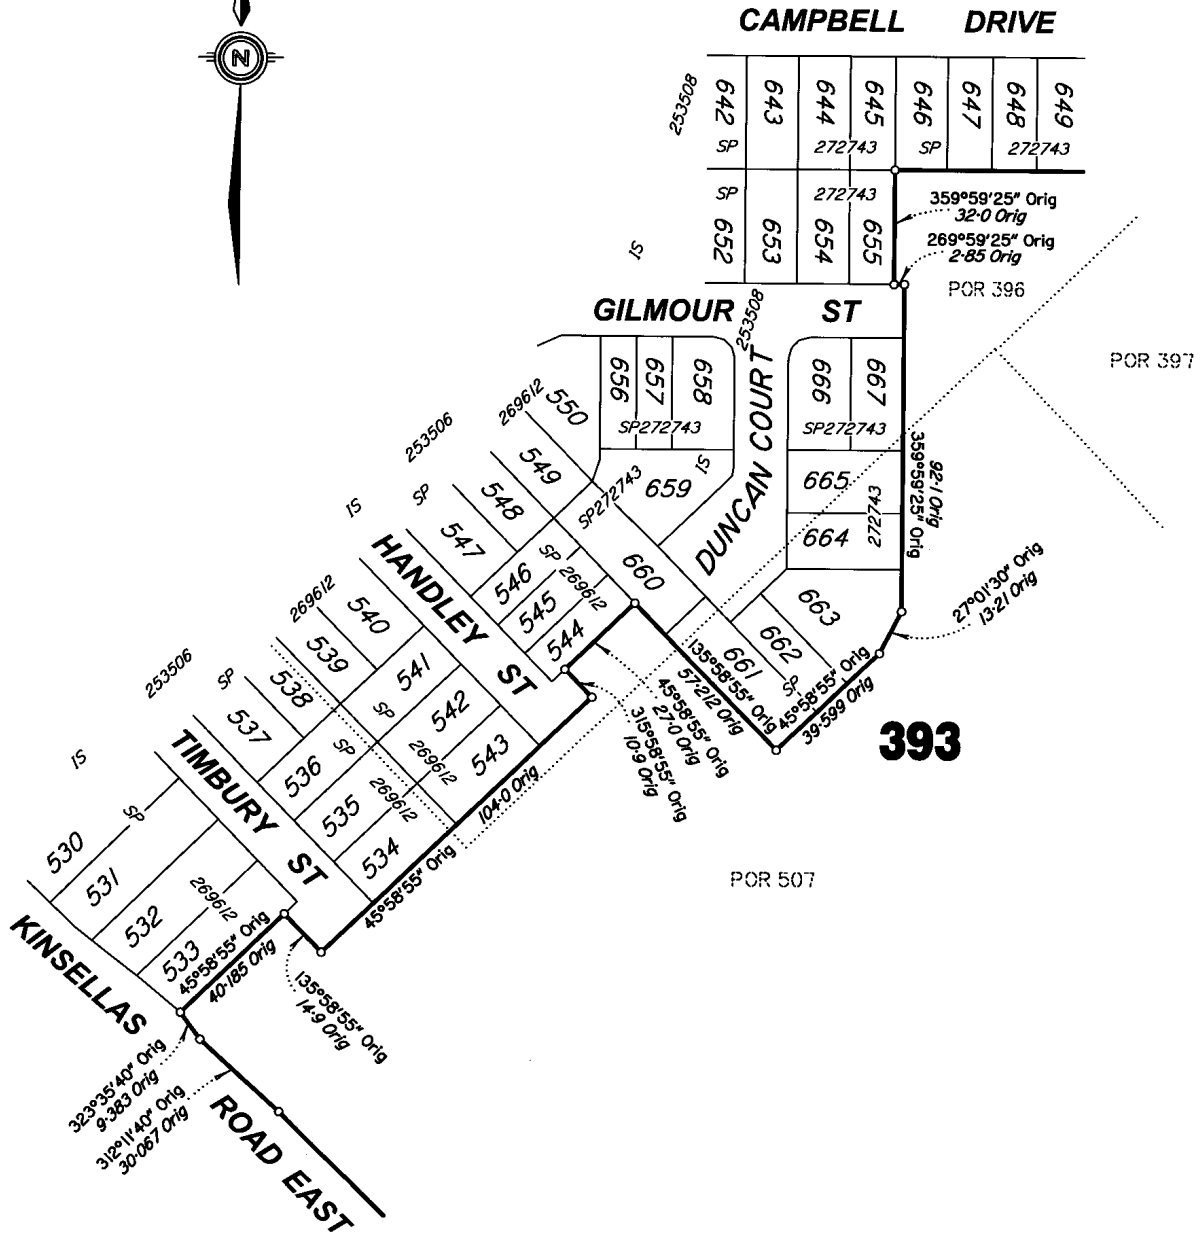 CAMPBELL DRIVE
N
253508
642
643
644
645
646
647
648
649
SP
272743
SP
272743
SP
272743
652
653
654
655
IS
359°59'25" Orig
32·0 Orig
269°59'25" Orig
2·85 Orig
POR 396
GILMOUR ST
253508
POR 397
656
657
658
SP272743
666
667
SP272743
DUNCAN COURT
269612
550
253506
549
548
SP
IS
547
SP272743
659
IS
665
664
272743
359°59'25" Orig
92·1 Orig
HANDLEY ST
546
545
544
SP
269612
660
663
662
661
SP
27°01'30" Orig
13·21 Orig
269612
540
539
538
SP
253506
537
541
542
543
SP
269612
135°58'55" Orig
57·212 Orig
45°58'55" Orig
39·599 Orig
45°58'55" Orig
27·0 Orig
315°58'55" Orig
10·9 Orig
393
IS
TIMBURY ST
536
535
534
SP
269612
104·0 Orig
45°58'55" Orig
POR 507
530
531
532
533
SP
269612
45°58'55" Orig
40·185 Orig
135°58'55" Orig
14·9 Orig
KINSELLAS
ROAD EAST
323°35'40" Orig
9·383 Orig
312°11'40" Orig
30·067 Orig